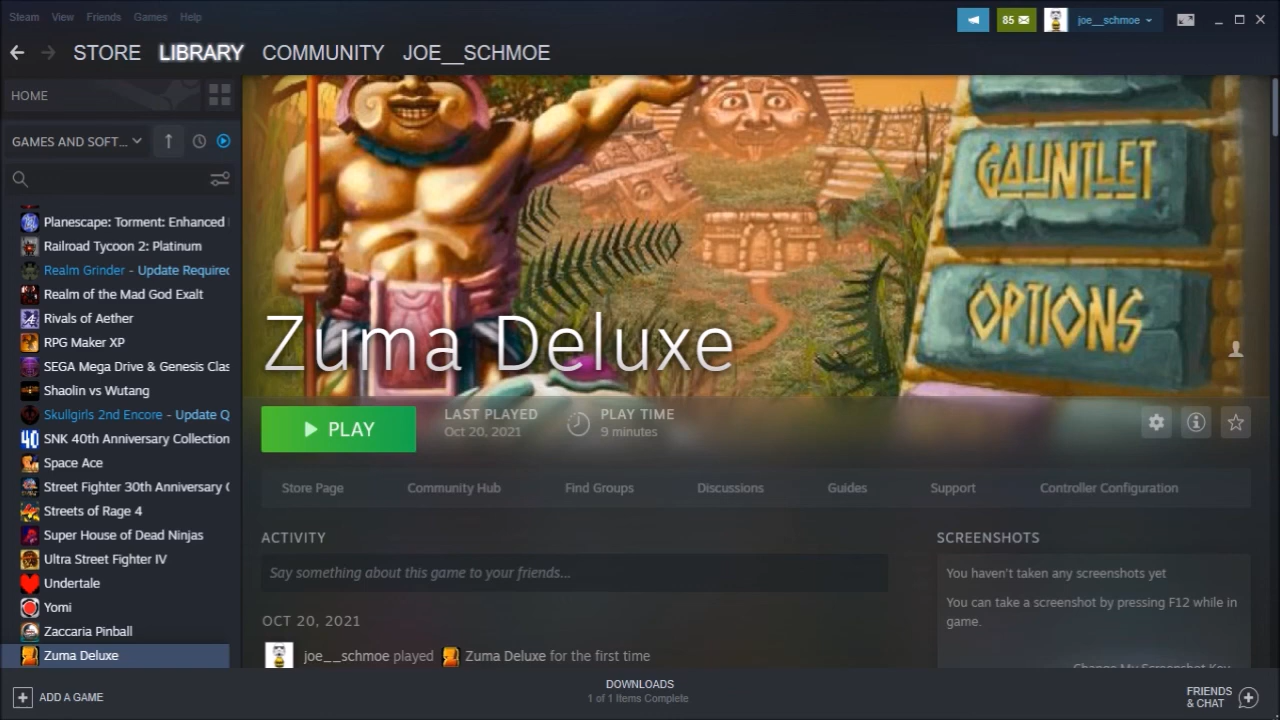 Steam View Friends Games Help
85
joe__schmoe
STORE LIBRARY COMMUNITY JOE__SCHMOE
HOME
GAMES AND SOFT...
Planescape: Torment: Enhanced
Railroad Tycoon 2: Platinum
Realm Grinder - Update Required
Realm of the Mad God Exalt
Rivals of Aether
RPG Maker XP
SEGA Mega Drive & Genesis Clas
Shaolin vs Wutang
Skullgirls 2nd Encore - Update Q
SNK 40th Anniversary Collection
Space Ace
Street Fighter 30th Anniversary C
Streets of Rage 4
Super House of Dead Ninjas
Ultra Street Fighter IV
Undertale
Yomi
Zaccaria Pinball
Zuma Deluxe
ADD A GAME
GAUNTLET
OPTIONS
Zuma Deluxe
PLAY
LAST PLAYED
Oct 20, 2021
PLAY TIME
9 minutes
Store Page Community Hub Find Groups Discussions Guides Support Controller Configuration
ACTIVITY
Say something about this game to your friends...
OCT 20, 2021
joe__schmoe played Zuma Deluxe for the first time
SCREENSHOTS
You haven't taken any screenshots yet
You can take a screenshot by pressing F12 while in
game.
Change My Screenshot Key
DOWNLOADS
1 of 1 Items Complete
FRIENDS
& CHAT